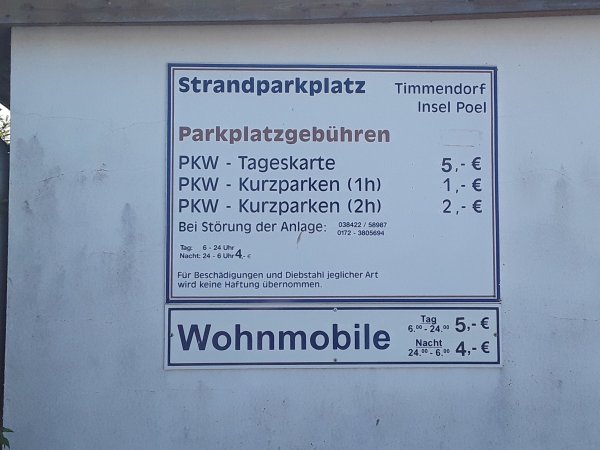 Strandparkplatz Timmendorf
Insel Poel
Parkplatzgebühren
PKW - Tageskarte 5,- €
PKW - Kurzparken (1h) 1,- €
PKW - Kurzparken (2h) 2,- €
Bei Störung der Anlage: 038422 / 58987
0172 - 3805694
Tag: 6 - 24 Uhr
Nacht: 24 - 6 Uhr 4,- €
Für Beschädigungen und Diebstahl jeglicher Art
wird keine Haftung übernommen.
Wohnmobile
Tag
6.00 - 24.00 5,- €
Nacht
24.00 - 6.00 4,- €